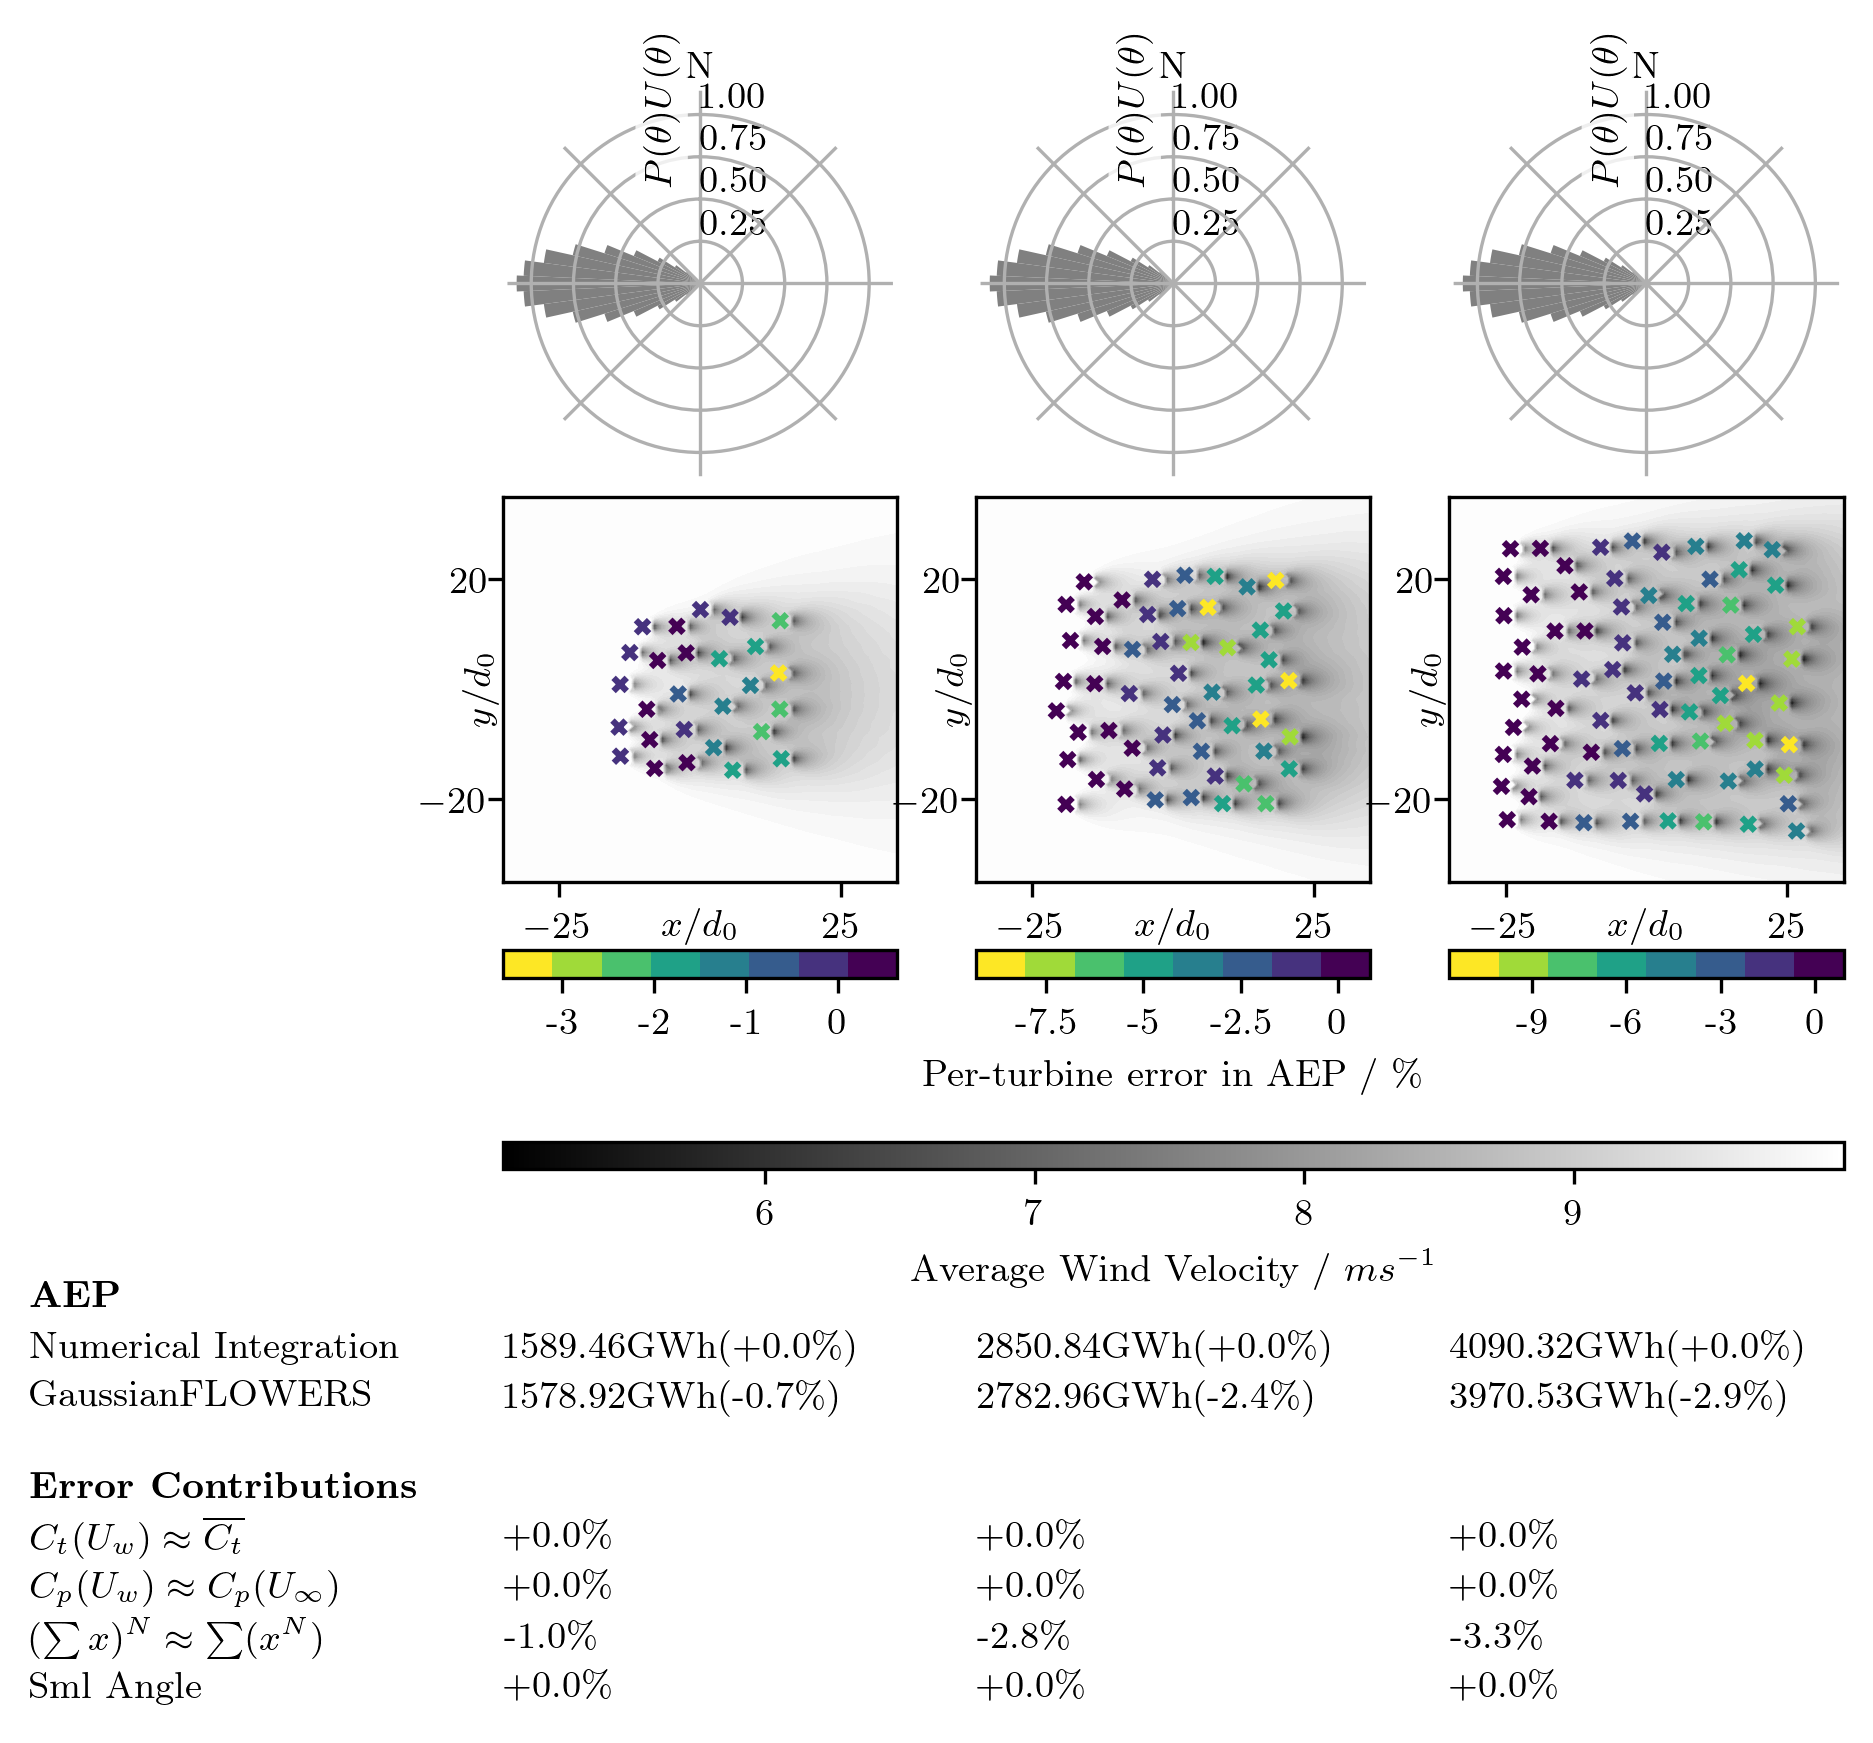 N N N
P(θ)U(θ) P(θ)U(θ) P(θ)U(θ)
1.00 1.00 1.00
0.75 0.75 0.75
0.50 0.50 0.50
0.25 0.25 0.25
20 20 20
y/d₀ y/d₀ y/d₀
−20 −20 −20
−25 x/d₀ 25 −25 x/d₀ 25 −25 x/d₀ 25
-3 -2 -1 0 -7.5 -5 -2.5 0 -9 -6 -3 0
Per-turbine error in AEP / %
6 7 8 9
Average Wind Velocity / ms⁻¹
AEP
Numerical Integration 1589.46GWh(+0.0%) 2850.84GWh(+0.0%) 4090.32GWh(+0.0%)
GaussianFLOWERS 1578.92GWh(-0.7%) 2782.96GWh(-2.4%) 3970.53GWh(-2.9%)
Error Contributions
Cₜ(U_w) ≈ \overline{Cₜ} +0.0% +0.0% +0.0%
Cₚ(U_w) ≈ Cₚ(U_∞) +0.0% +0.0% +0.0%
(∑ x)ᴺ ≈ ∑(xᴺ) -1.0% -2.8% -3.3%
Sml Angle +0.0% +0.0% +0.0%